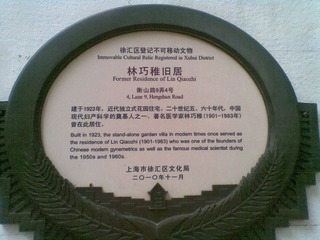 徐汇区登记不可移动文物
Immovable Cultural Relic Registered in Xuhui District
林巧稚旧居
Former Residence of Lin Qiaozhi
衡山路9弄4号
4, Lane 9, Hengshan Road
建于1923年，近代独立式花园住宅，二十世纪五、六十年代，中国
现代妇产科学的奠基人之一、著名医学家林巧稚(1901-1983年)
曾在此居住。
Built in 1923, the stand-alone garden villa in modern times once served as
the residence of Lin Qiaozhi (1901-1983) who was one of the founders of
Chinese modern gynemetrics as well as the famous medical scientist during
the 1950s and 1960s.
上海市徐汇区文化局
二〇一〇年十一月